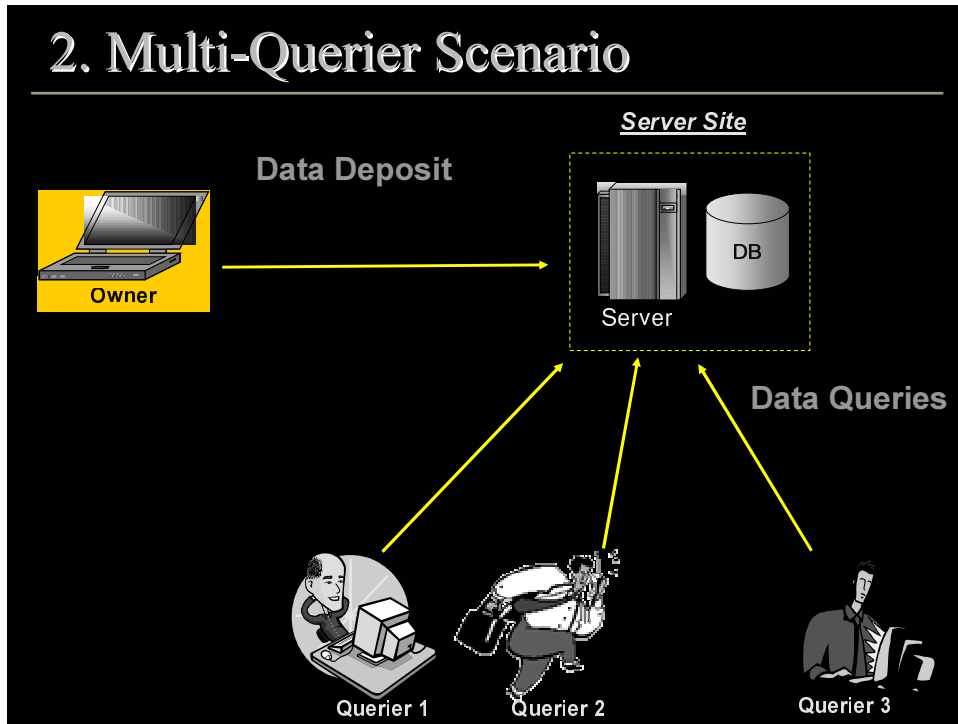 2. Multi-Querier Scenario
Server Site
Data Deposit
DB
Owner
Server
Data Queries
Querier 1
Querier 2
Querier 3